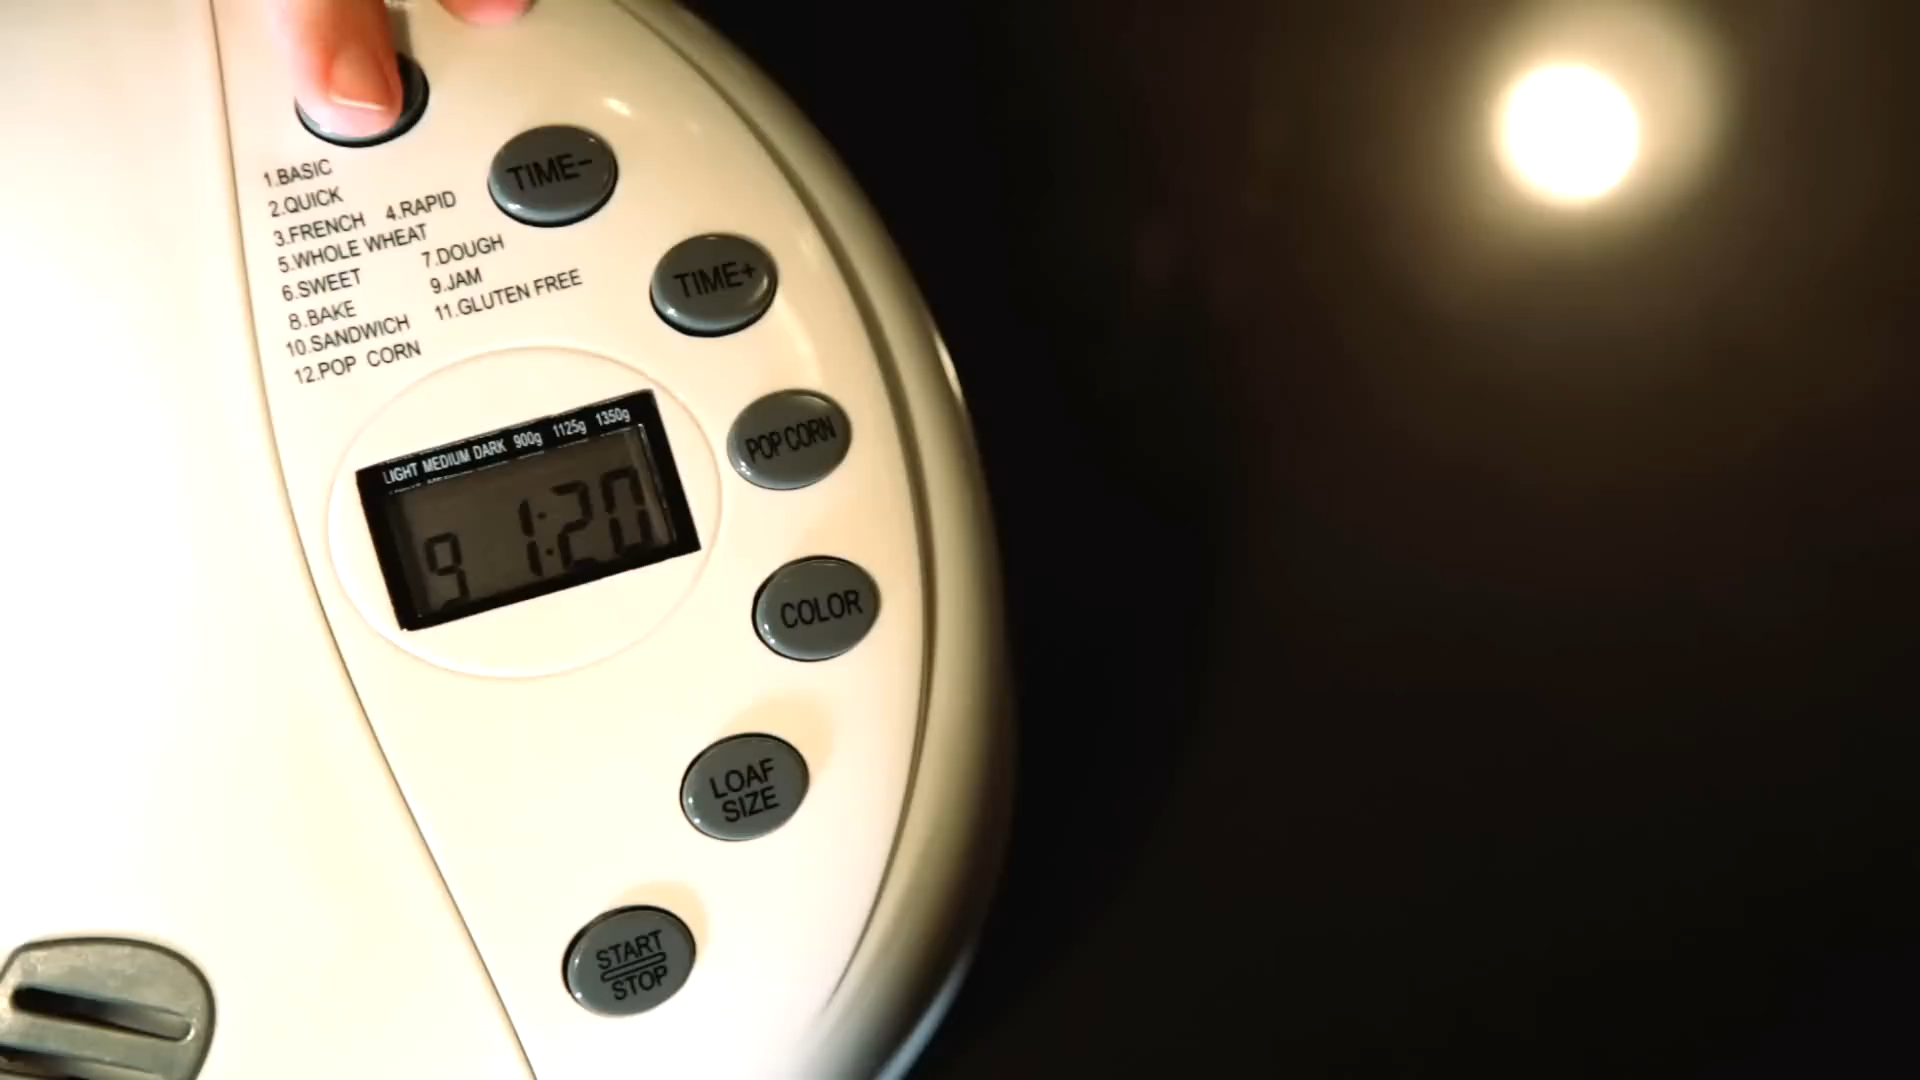 1.BASIC
2.QUICK
3.FRENCH 4.RAPID
5.WHOLE WHEAT
6.SWEET 7.DOUGH
8.BAKE 9.JAM
10.SANDWICH 11.GLUTEN FREE
12.POP CORN
TIME-
TIME+
LIGHT MEDIUM DARK 900g 1125g 1350g
9 1:20
POP CORN
COLOR
LOAF
SIZE
START
STOP